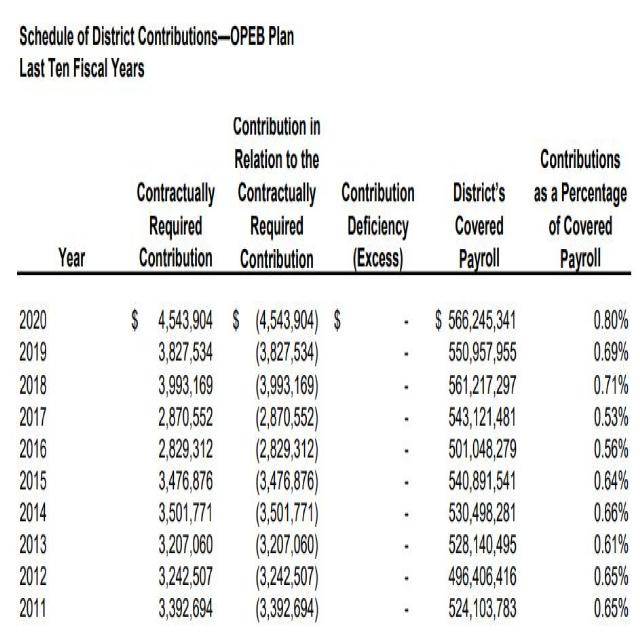 Schedule of District Contributions—OPEB Plan
Last Ten Fiscal Years
Contribution in
Relation to the Contributions
Contractually Contractually Contribution District's as a Percentage
Required Required Deficiency Covered of Covered
Year Contribution Contribution (Excess) Payroll Payroll
2020 $ 4,543,904 $ (4,543,904) $ - $ 566,245,341 0.80%
2019 3,827,534 (3,827,534) - 550,957,955 0.69%
2018 3,993,169 (3,993,169) - 561,217,297 0.71%
2017 2,870,552 (2,870,552) - 543,121,481 0.53%
2016 2,829,312 (2,829,312) - 501,048,279 0.56%
2015 3,476,876 (3,476,876) - 540,891,541 0.64%
2014 3,501,771 (3,501,771) - 530,498,281 0.66%
2013 3,207,060 (3,207,060) - 528,140,495 0.61%
2012 3,242,507 (3,242,507) - 496,406,416 0.65%
2011 3,392,694 (3,392,694) - 524,103,783 0.65%